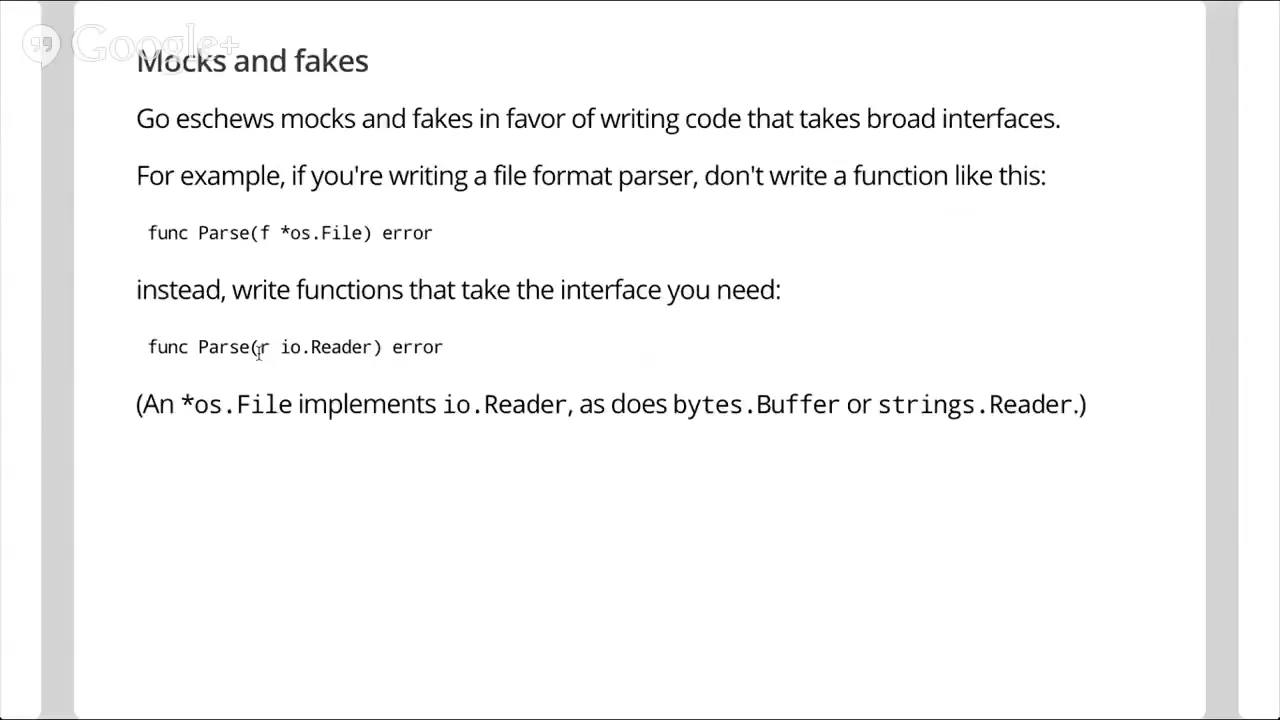 Google+
Mocks and fakes
Go eschews mocks and fakes in favor of writing code that takes broad interfaces.
For example, if you're writing a file format parser, don't write a function like this:
func Parse(f *os.File) error
instead, write functions that take the interface you need:
func Parse(r io.Reader) error
(An *os.File implements io.Reader, as does bytes.Buffer or strings.Reader.)